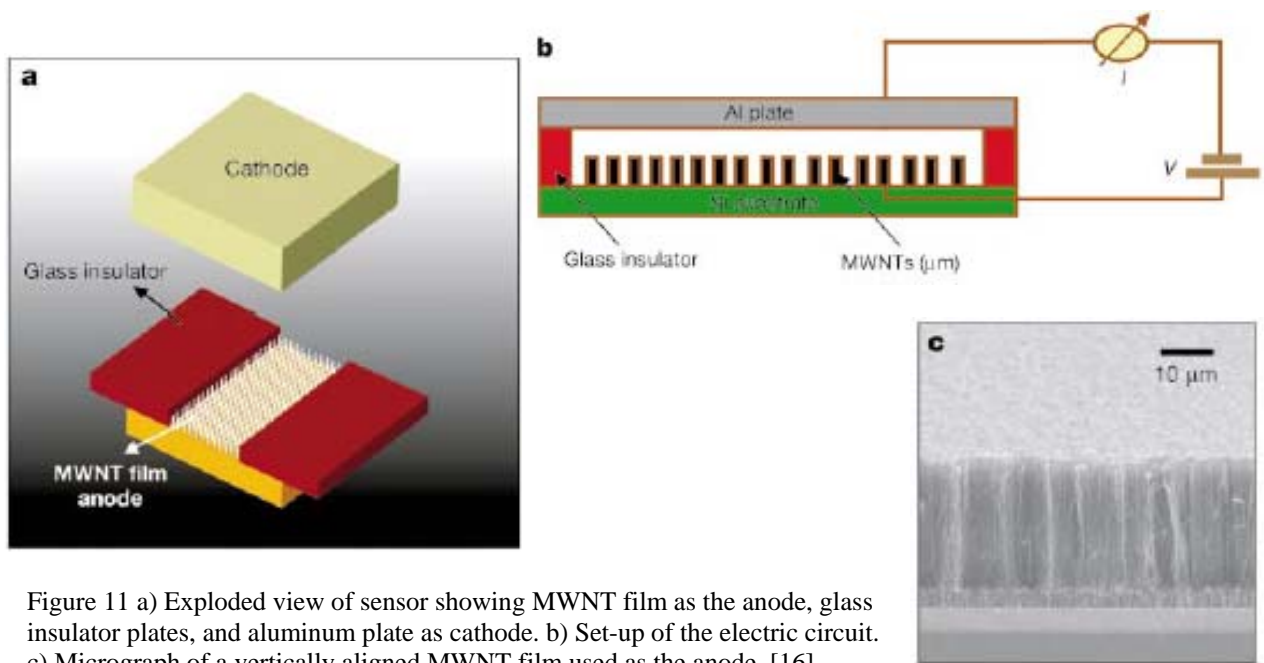 a
Cathode
Glass insulator
MWNT film
anode
b
I
Al plate
V
Glass insulator
MWNTs (μm)
c
10 μm
Figure 11 a) Exploded view of sensor showing MWNT film as the anode, glass
insulator plates, and aluminum plate as cathode. b) Set-up of the electric circuit.
c) Micrograph of a vertically aligned MWNT film used as the anode. [16]